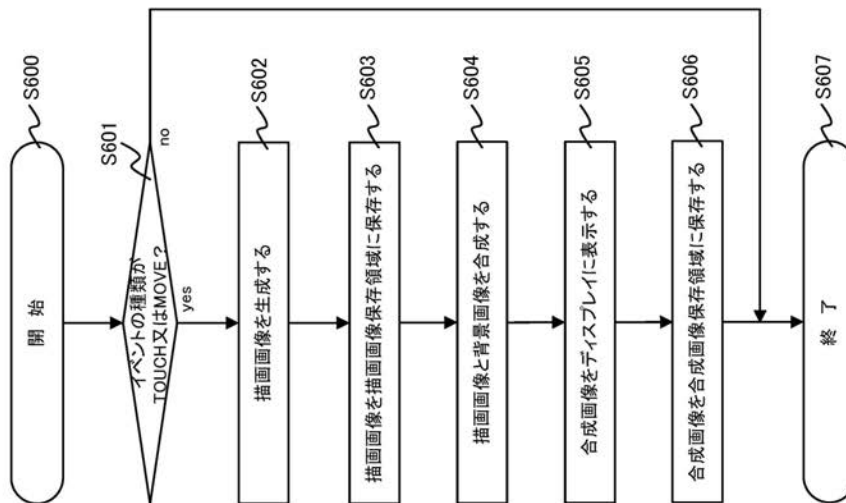 S600
開 始
S601
イベントの種類が
TOUCH又はMOVE？
no
yes
S602
描画画像を生成する
S603
描画画像を描画画像保存領域に保存する
S604
描画画像と背景画像を合成する
S605
合成画像をディスプレイに表示する
S606
合成画像を合成画像保存領域に保存する
S607
終 了